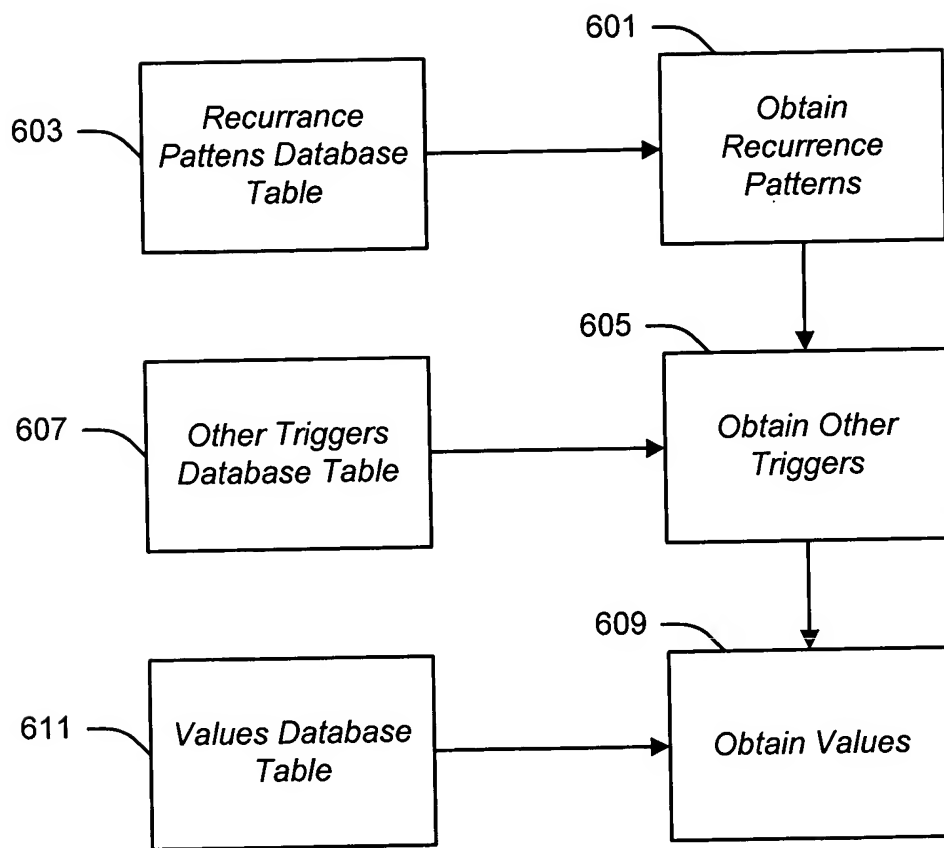 601
603
Recurrance
Pattens Database
Table
Obtain
Recurrence
Patterns
605
607
Other Triggers
Database Table
Obtain Other
Triggers
609
611
Values Database
Table
Obtain Values